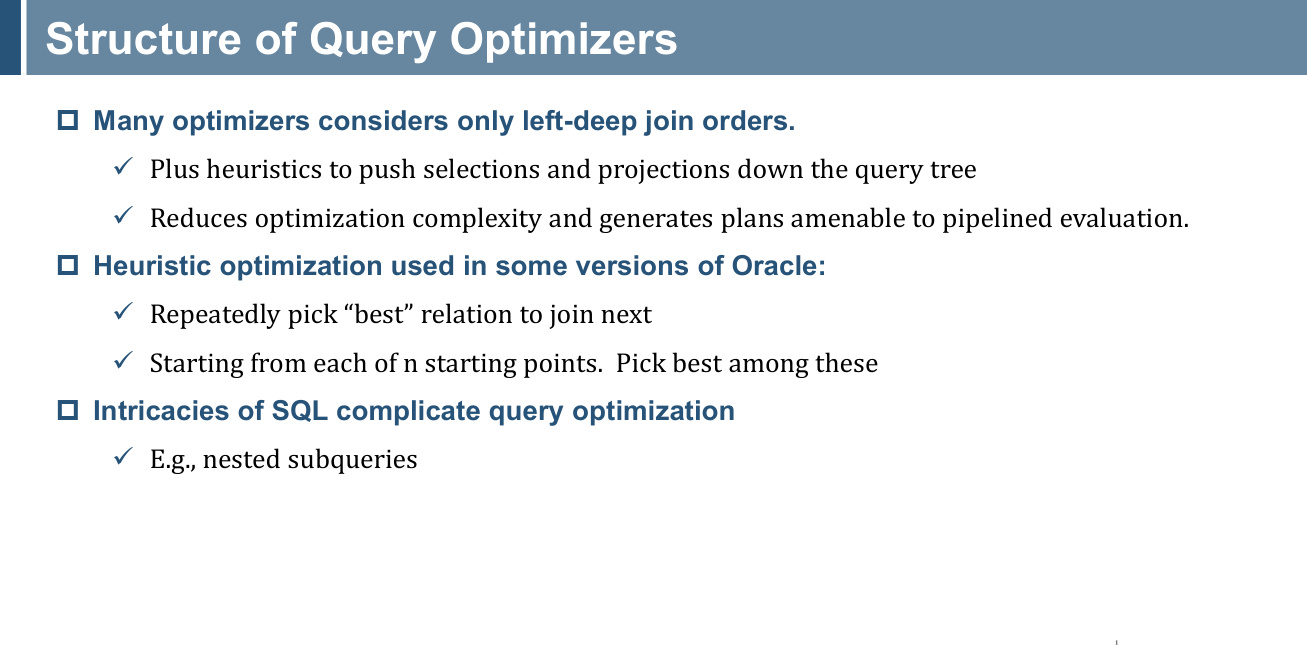 Structure of Query Optimizers
Many optimizers considers only left-deep join orders.
Plus heuristics to push selections and projections down the query tree
Reduces optimization complexity and generates plans amenable to pipelined evaluation.
Heuristic optimization used in some versions of Oracle:
Repeatedly pick “best” relation to join next
Starting from each of n starting points.  Pick best among these
Intricacies of SQL complicate query optimization
E.g., nested subqueries